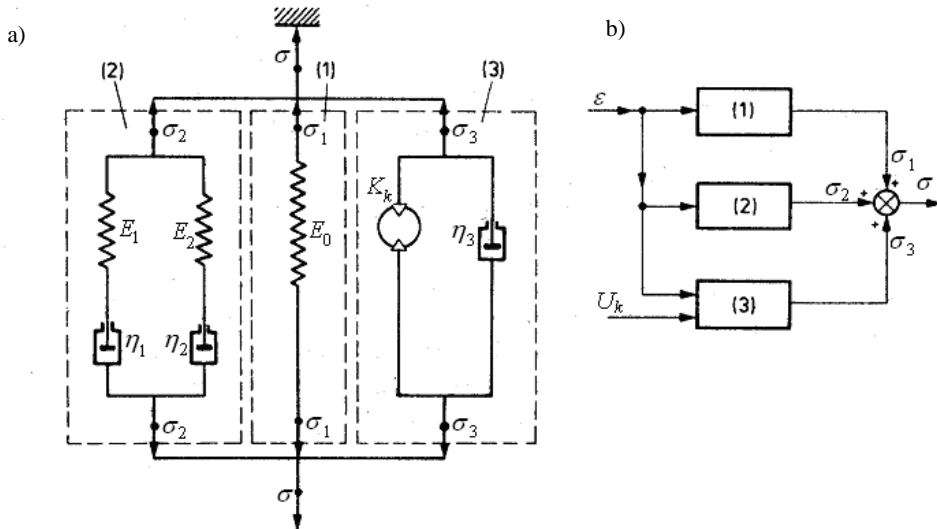 a)
σ
(2) (1) (3)
σ₂ σ₁ σ₃
E₁ E₂ E₀ Kₖ η₃
η₁ η₂
σ₂ σ₁ σ₃
σ
b)
ε (1)
σ₁
(2) σ₂ + + σ
+
σ₃
Uₖ (3)